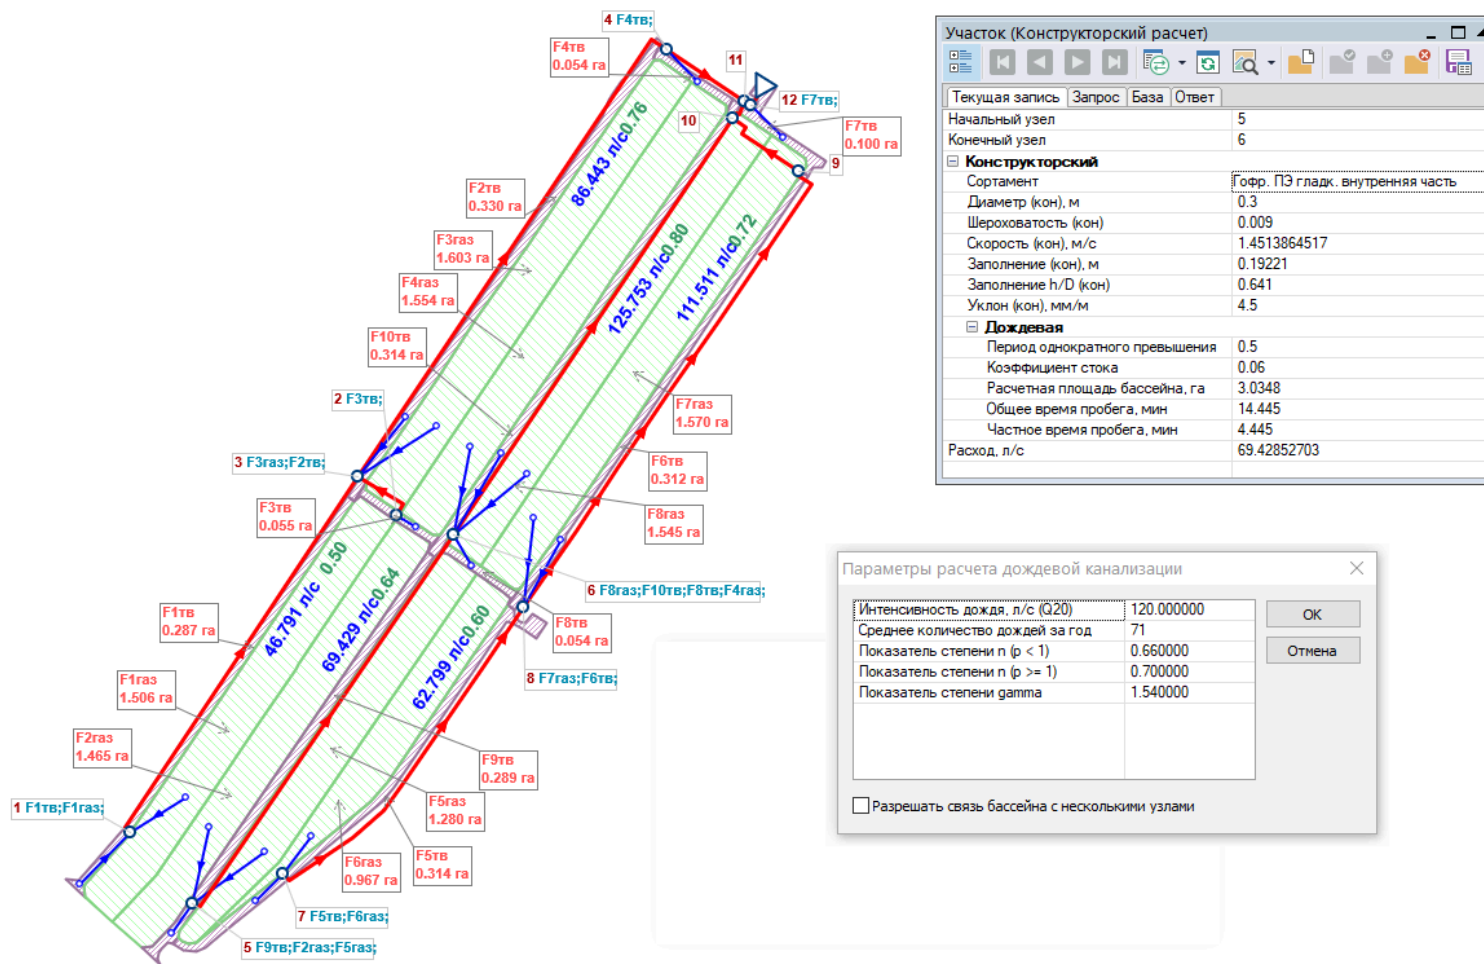 4 F4тв;
F4тв
0.054 га
11
12 F7тв;
10
F7тв
0.100 га
9
86.443 л/с
0.76
F2тв
0.330 га
F3газ
1.603 га
F4газ
1.554 га
F10тв
0.314 га
125.753 л/с
0.80
111.511 л/с
0.72
2 F3тв;
F7газ
1.570 га
3 F3газ;F2тв;
F6тв
0.312 га
F3тв
0.055 га
F8газ
1.545 га
46.791 л/с
0.50
69.429 л/с
0.64
62.799 л/с
0.60
6 F8газ;F10тв;F8тв;F4газ;
F1тв
0.287 га
F8тв
0.054 га
8 F7газ;F6тв;
F1газ
1.506 га
F2газ
1.465 га
F9тв
0.289 га
1 F1тв;F1газ;
F5газ
1.280 га
F6газ
0.967 га
F5тв
0.314 га
7 F5тв;F6газ;
5 F9тв;F2газ;F5газ;
Участок (Конструкторский расчет)
Текущая запись Запрос База Ответ
Начальный узел 5
Конечный узел 6
Конструкторский
Сортамент Гофр. ПЭ гладк. внутренняя часть
Диаметр (кон), м 0.3
Шероховатость (кон) 0.009
Скорость (кон), м/с 1.4513864517
Заполнение (кон), м 0.19221
Заполнение h/D (кон) 0.641
Уклон (кон), мм/м 4.5
Дождевая
Период однократного превышения 0.5
Коэффициент стока 0.06
Расчетная площадь бассейна, га 3.0348
Общее время пробега, мин 14.445
Частное время пробега, мин 4.445
Расход, л/с 69.42852703
Параметры расчета дождевой канализации
Интенсивность дождя, л/с (Q20) 120.000000
Среднее количество дождей за год 71
Показатель степени n (p < 1) 0.660000
Показатель степени n (p >= 1) 0.700000
Показатель степени gamma 1.540000
OK
Отмена
Разрешать связь бассейна с несколькими узлами